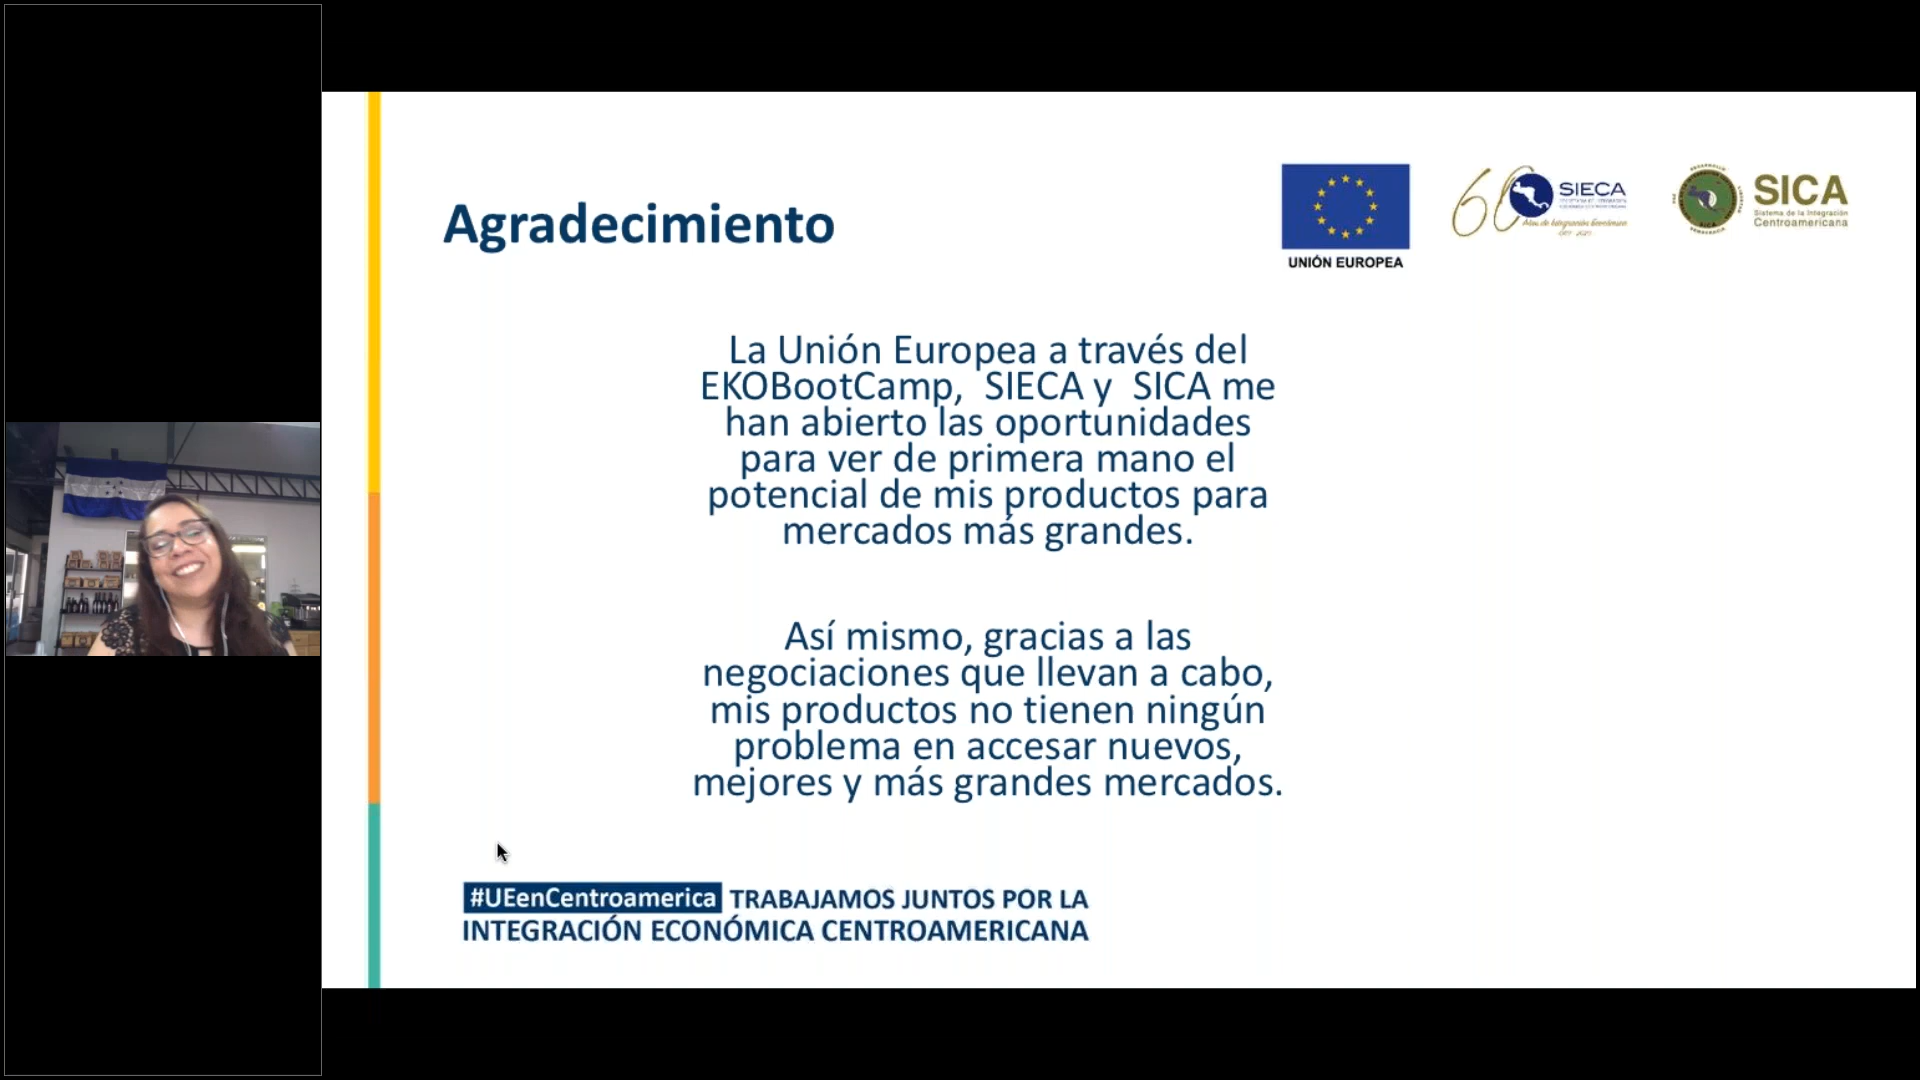 Agradecimiento
UNIÓN EUROPEA
60 SIECA
SICA
Sistema de la Integración
Centroamericana
La Unión Europea a través del
EKOBootCamp,  SIECA y  SICA me
han abierto las oportunidades
para ver de primera mano el
potencial de mis productos para
mercados más grandes.
Así mismo, gracias a las
negociaciones que llevan a cabo,
mis productos no tienen ningún
problema en accesar nuevos,
mejores y más grandes mercados.
#UEenCentroamerica TRABAJAMOS JUNTOS POR LA
INTEGRACIÓN ECONÓMICA CENTROAMERICANA